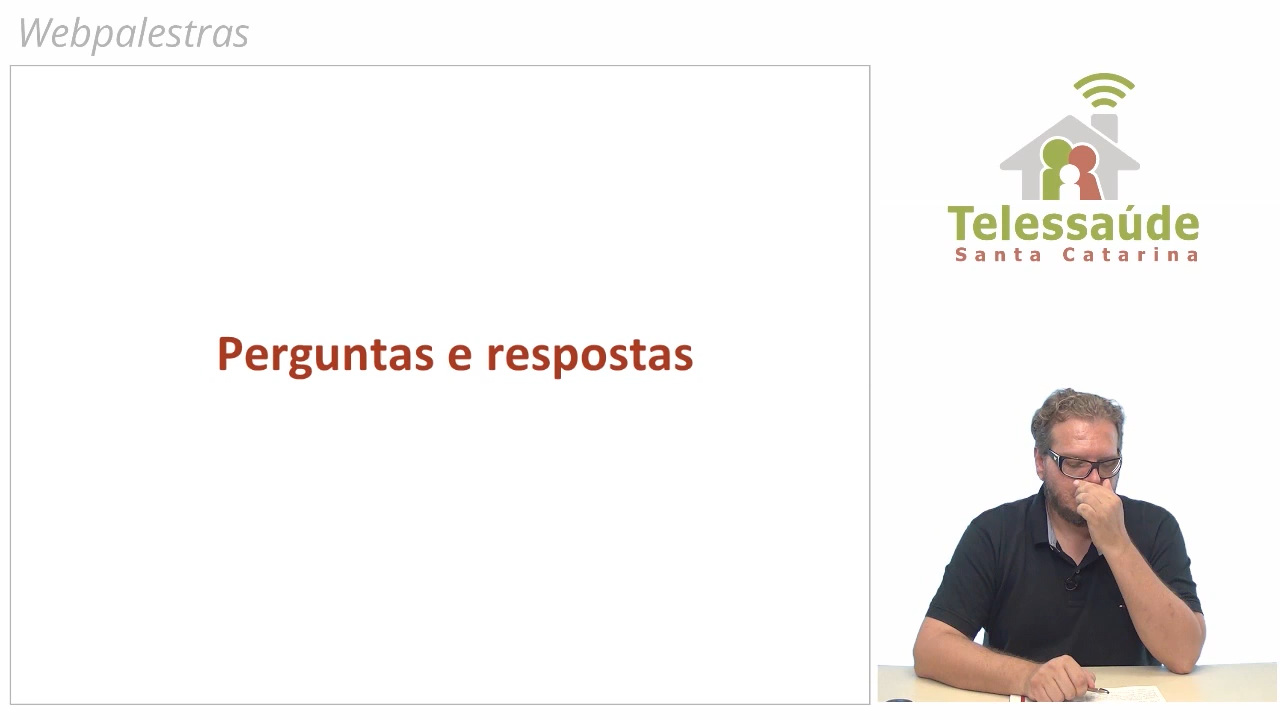 Webpalestras
Telessaúde
Santa Catarina
Perguntas e respostas